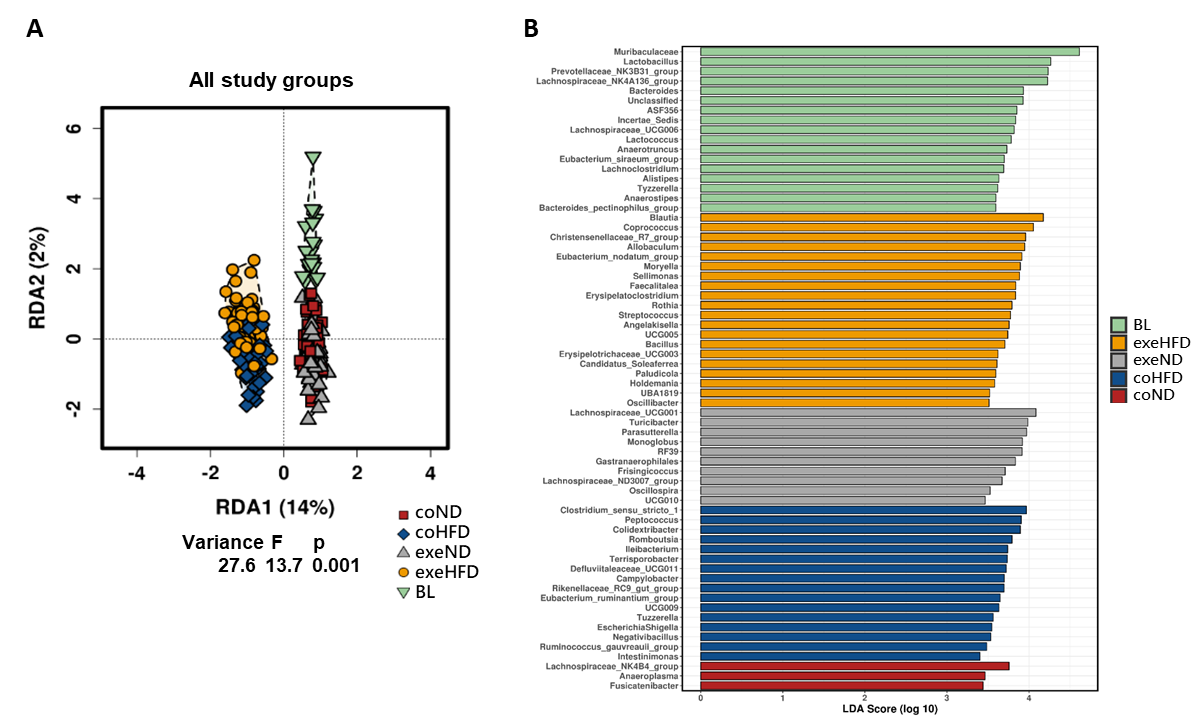 A
All study groups
6
4
2
0
-2
RDA2 (2%)
-4 -2 0 2 4
RDA1 (14%)
Variance F p
27.6 13.7 0.001
coND
coHFD
exeND
exeHFD
BL
B
Muribaculaceae
Lactobacillus
Prevotellaceae_NK3B31_group
Lachnospiraceae_NK4A136_group
Bacteroides
Unclassified
ASF356
Incertae_Sedis
Lachnospiraceae_UCG006
Lactococcus
Anaerotruncus
Eubacterium_siraeum_group
Lachnoclostridium
Alistipes
Tyzzerella
Anaerostipes
Bacteroides_pectinophilus_group
Blautia
Coprococcus
Christensenellaceae_R7_group
Allobaculum
Eubacterium_nodatum_group
Moryella
Sellimonas
Faecalitalea
Erysipelatoclostridium
Rothia
Streptococcus
Angelakisella
UCG005
Bacillus
Erysipelotrichaceae_UCG003
Candidatus_Soleaferrea
Paludicola
Holdemania
UBA1819
Oscillibacter
Lachnospiraceae_UCG001
Turicibacter
Parasutterella
Monoglobus
RF39
Gastranaerophilales
Frisingicoccus
Lachnospiraceae_ND3007_group
Oscillospira
UCG010
Clostridium_sensu_stricto_1
Peptococcus
Colidextribacter
Romboutsia
Ileibacterium
Terrisporobacter
Defluviitaleaceae_UCG011
Campylobacter
Rikenellaceae_RC9_gut_group
Eubacterium_ruminantium_group
UCG009
Tuzzerella
EscherichiaShigella
Negativibacillus
Ruminococcus_gauvreauii_group
Intestinimonas
Lachnospiraceae_NK4B4_group
Anaeroplasma
Fusicatenibacter
0 1 2 3 4
LDA Score (log 10)
BL
exeHFD
exeND
coHFD
coND